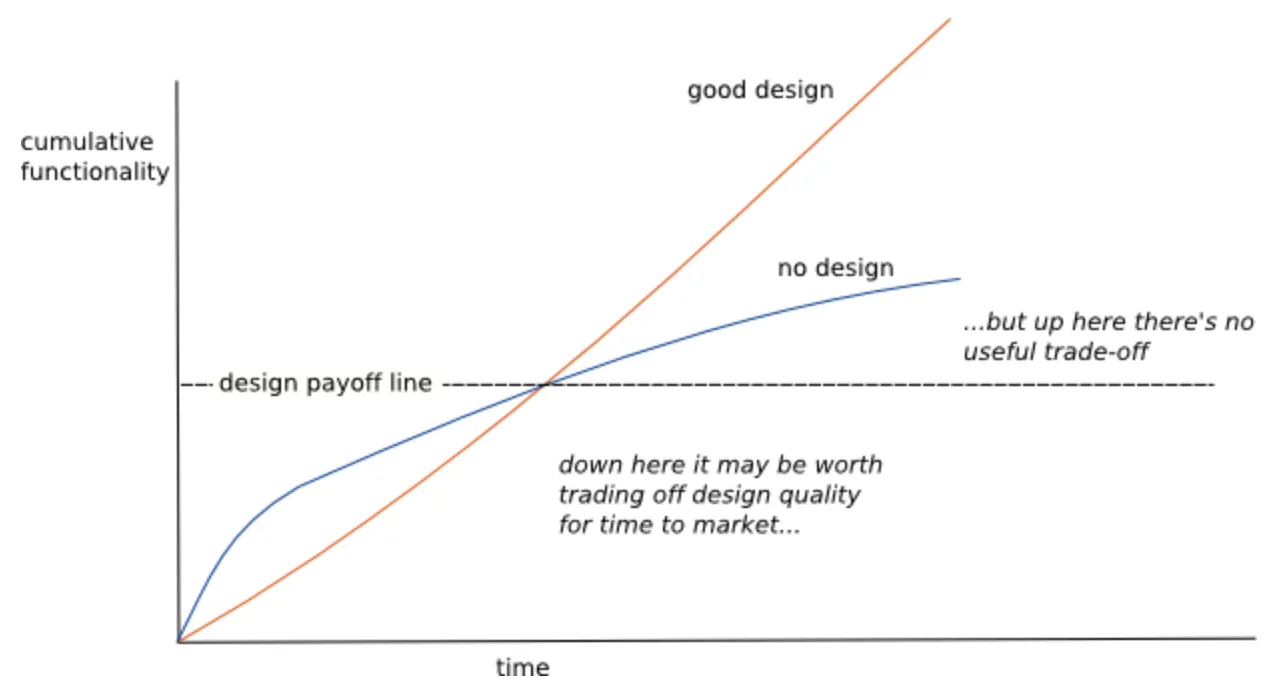 good design
cumulative
functionality
no design
...but up here there's no
useful trade-off
design payoff line
down here it may be worth
trading off design quality
for time to market...
time